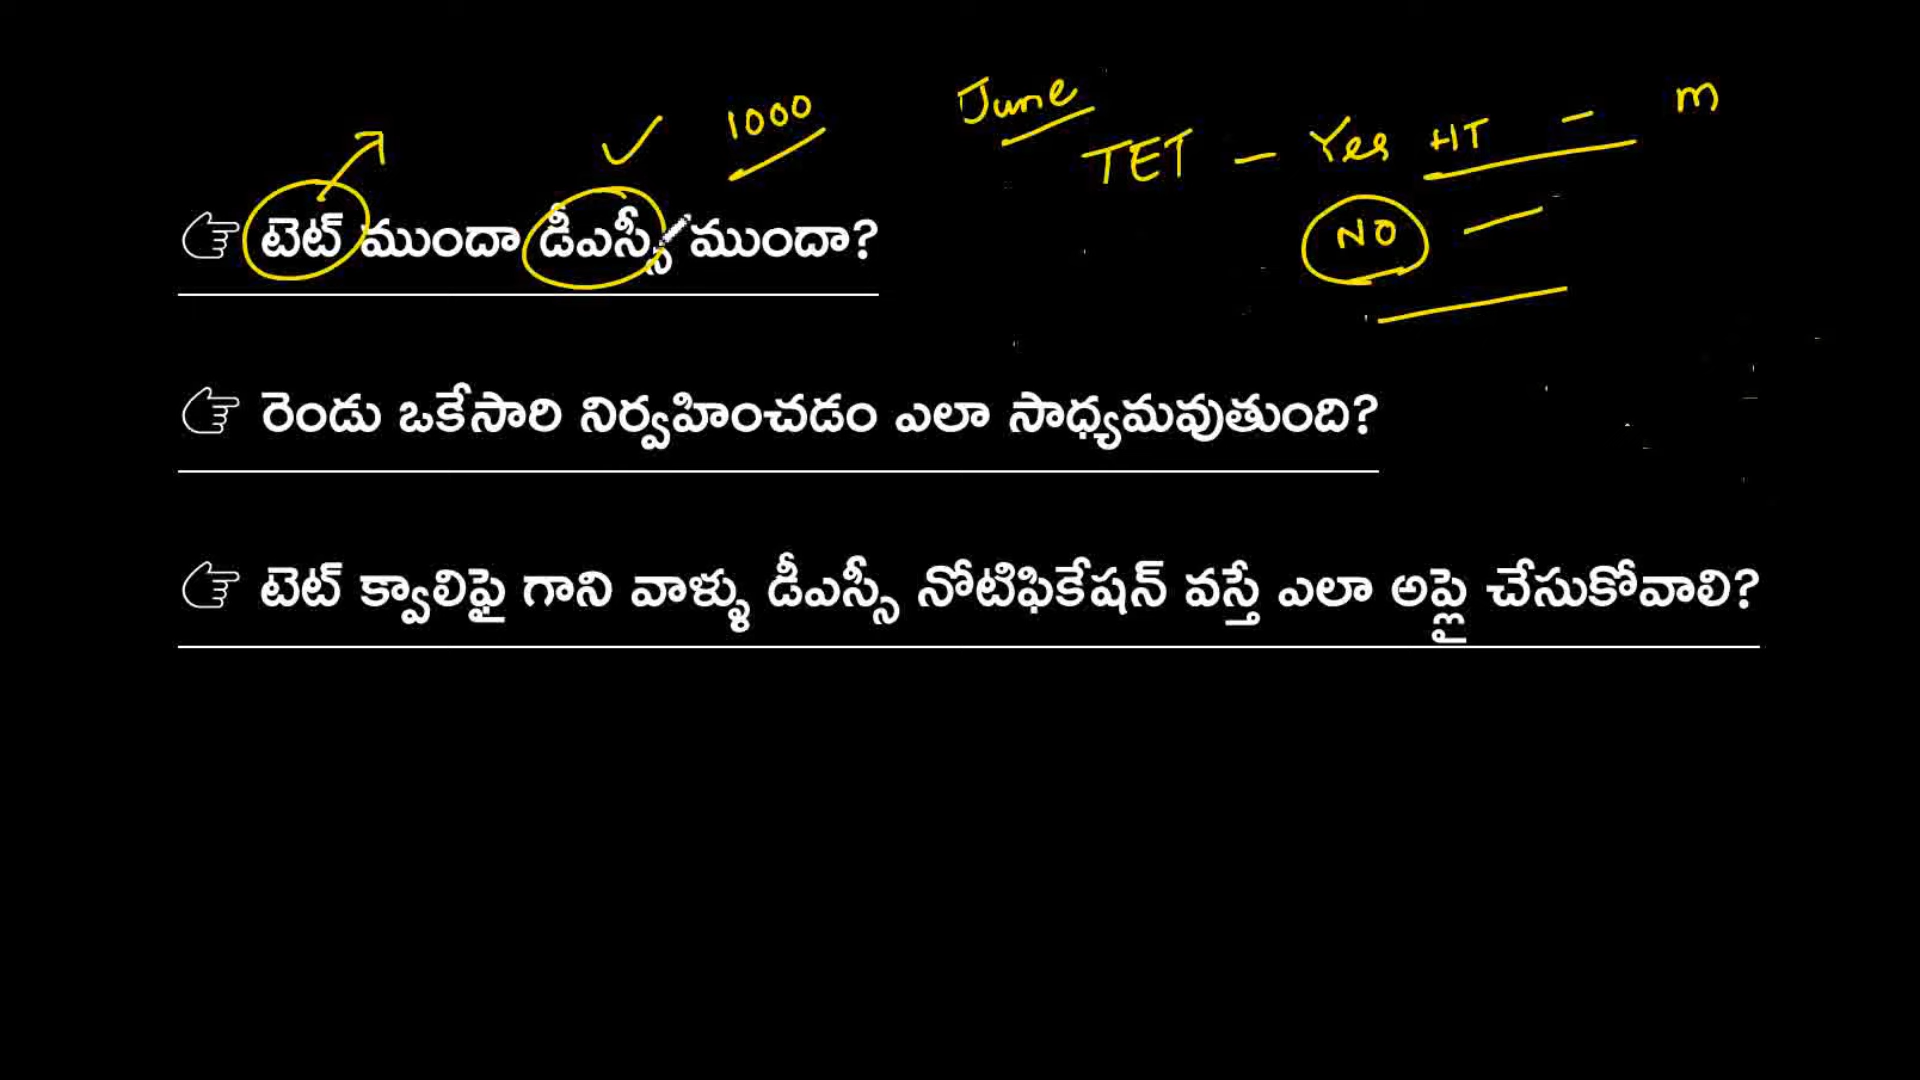 1000 June
TET - Yes HT - m
NO -
☞ టెట్ ముందా డీఎస్సీ ముందా?
☞ రెండు ఒకేసారి నిర్వహించడం ఎలా సాధ్యమవుతుంది?
☞ టెట్ క్వాలిఫై గాని వాళ్ళు డీఎస్సీ నోటిఫికేషన్ వస్తే ఎలా అప్లై చేసుకోవాలి?